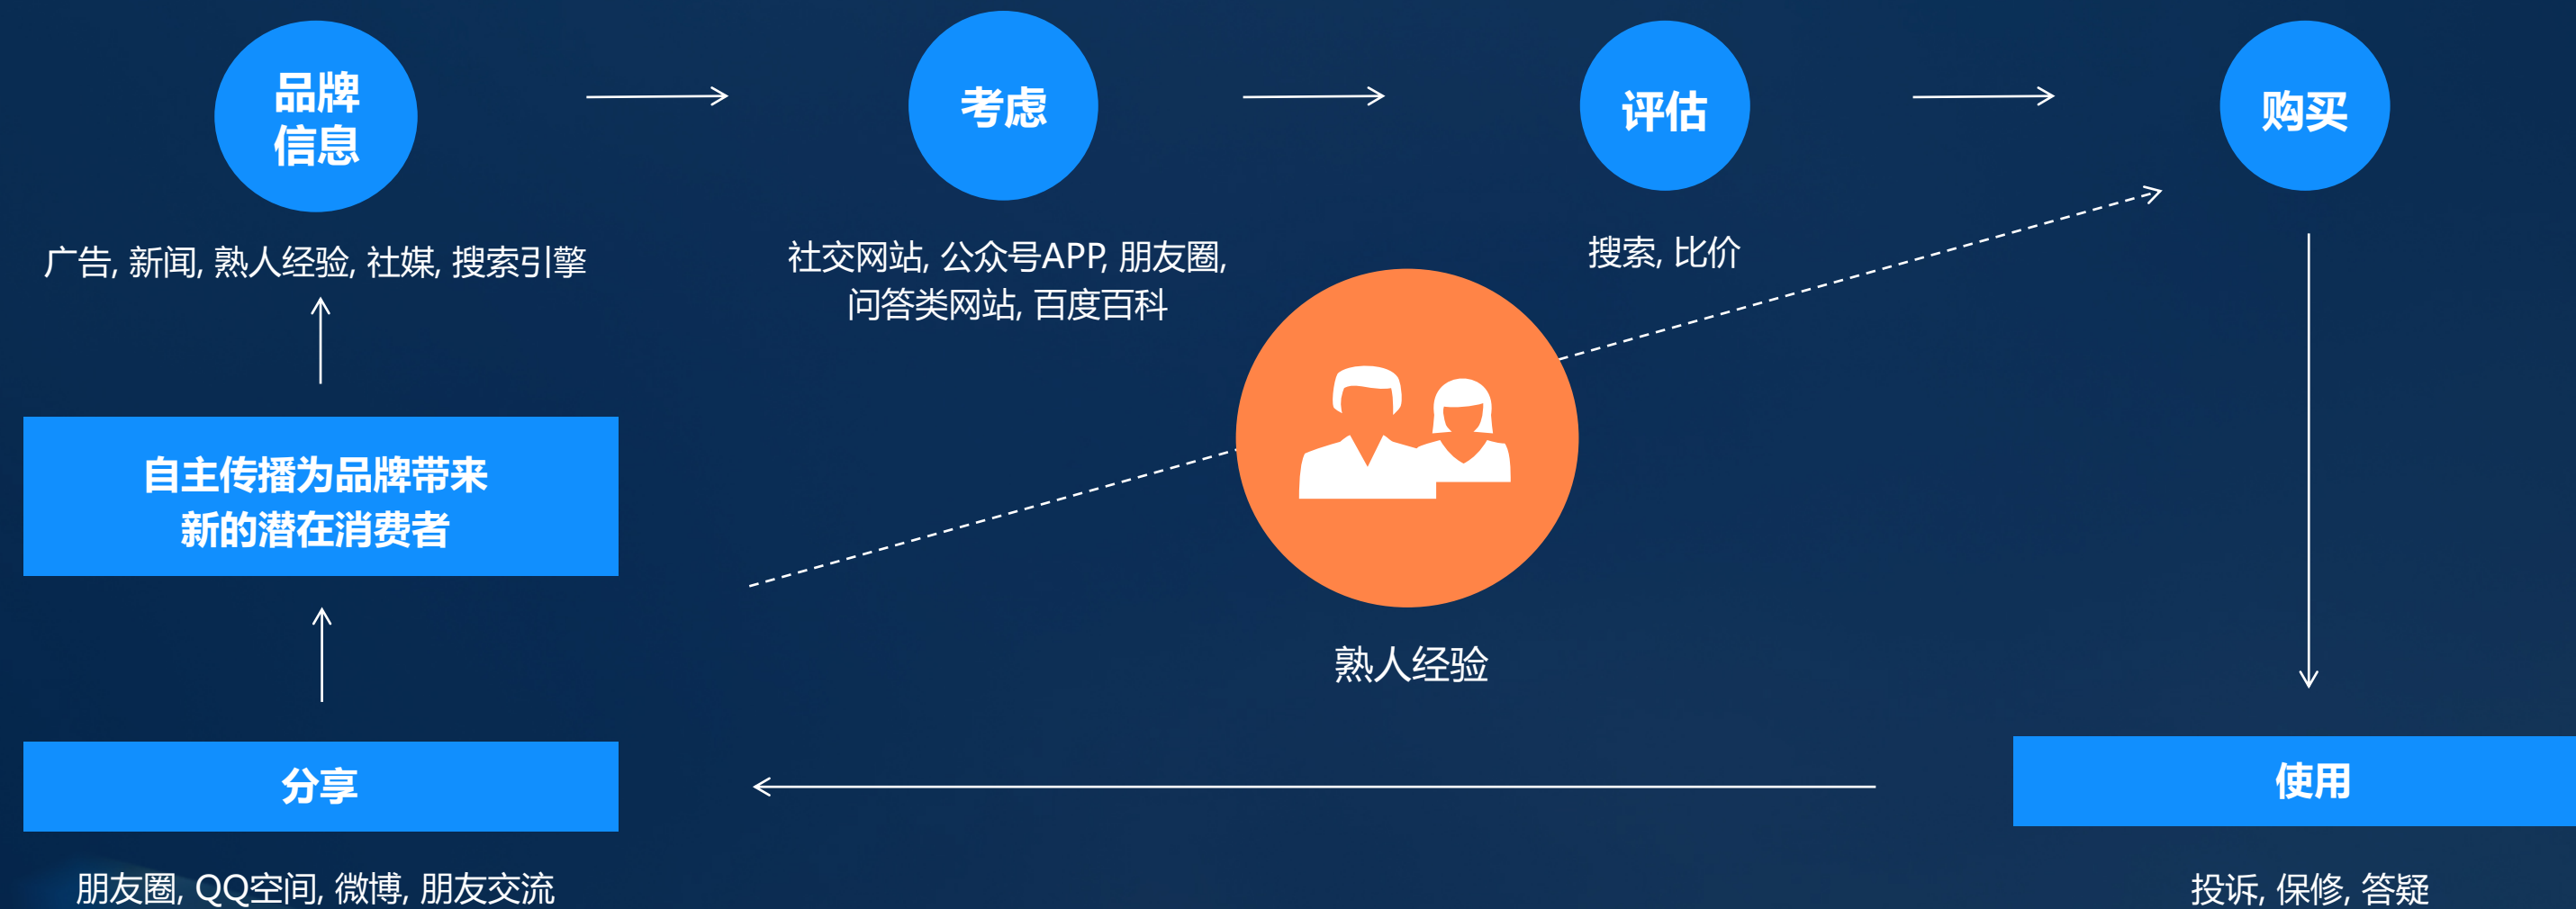 品牌
信息
考虑
评估
购买
广告, 新闻, 熟人经验, 社媒, 搜索引擎
社交网站, 公众号APP, 朋友圈,
问答类网站, 百度百科
搜索, 比价
自主传播为品牌带来
新的潜在消费者
熟人经验
分享
使用
朋友圈, QQ空间, 微博, 朋友交流
投诉, 保修, 答疑